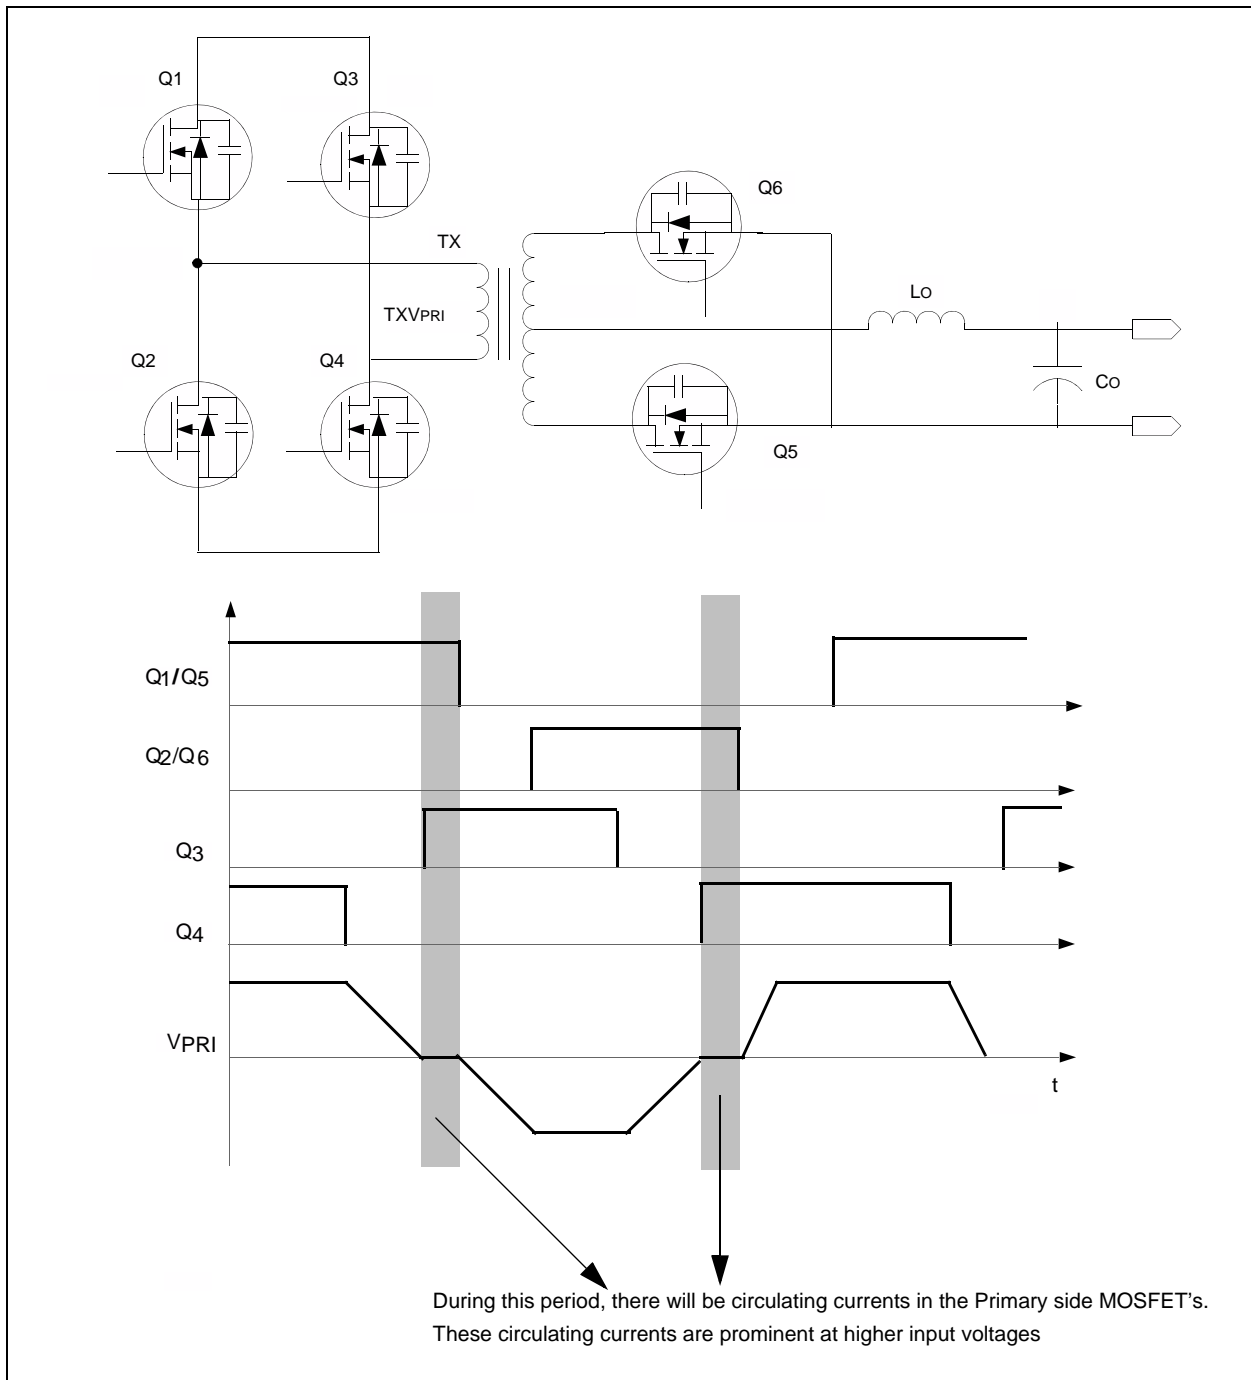 Q1
Q3
Q6
TX
LO
TXVPRI
Q2
Q4
CO
Q5
Q1/Q5
Q2/Q6
Q3
Q4
VPRI
t
During this period, there will be circulating currents in the Primary side MOSFET's.
These circulating currents are prominent at higher input voltages